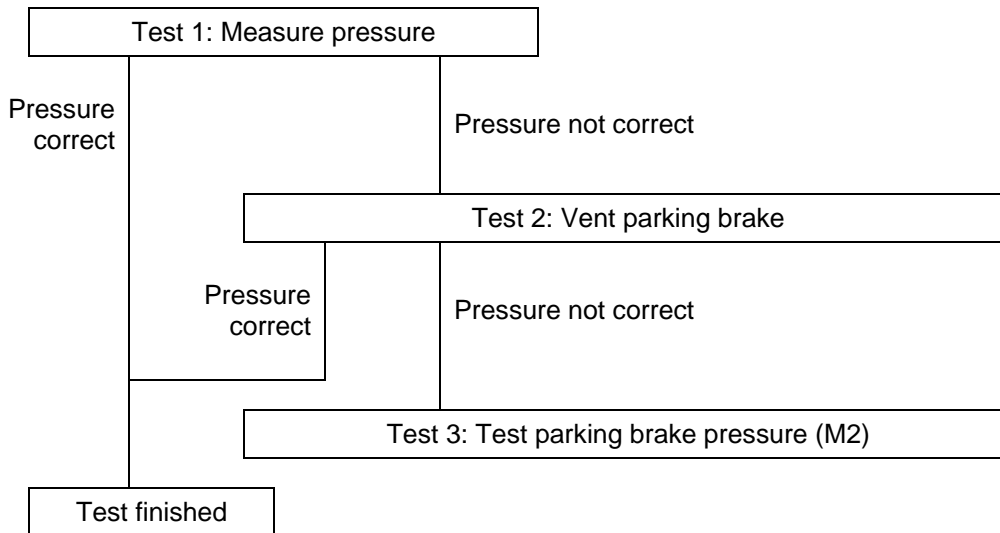 Test 1: Measure pressure
Pressure
correct
Pressure not correct
Test 2: Vent parking brake
Pressure
correct
Pressure not correct
Test 3: Test parking brake pressure (M2)
Test finished